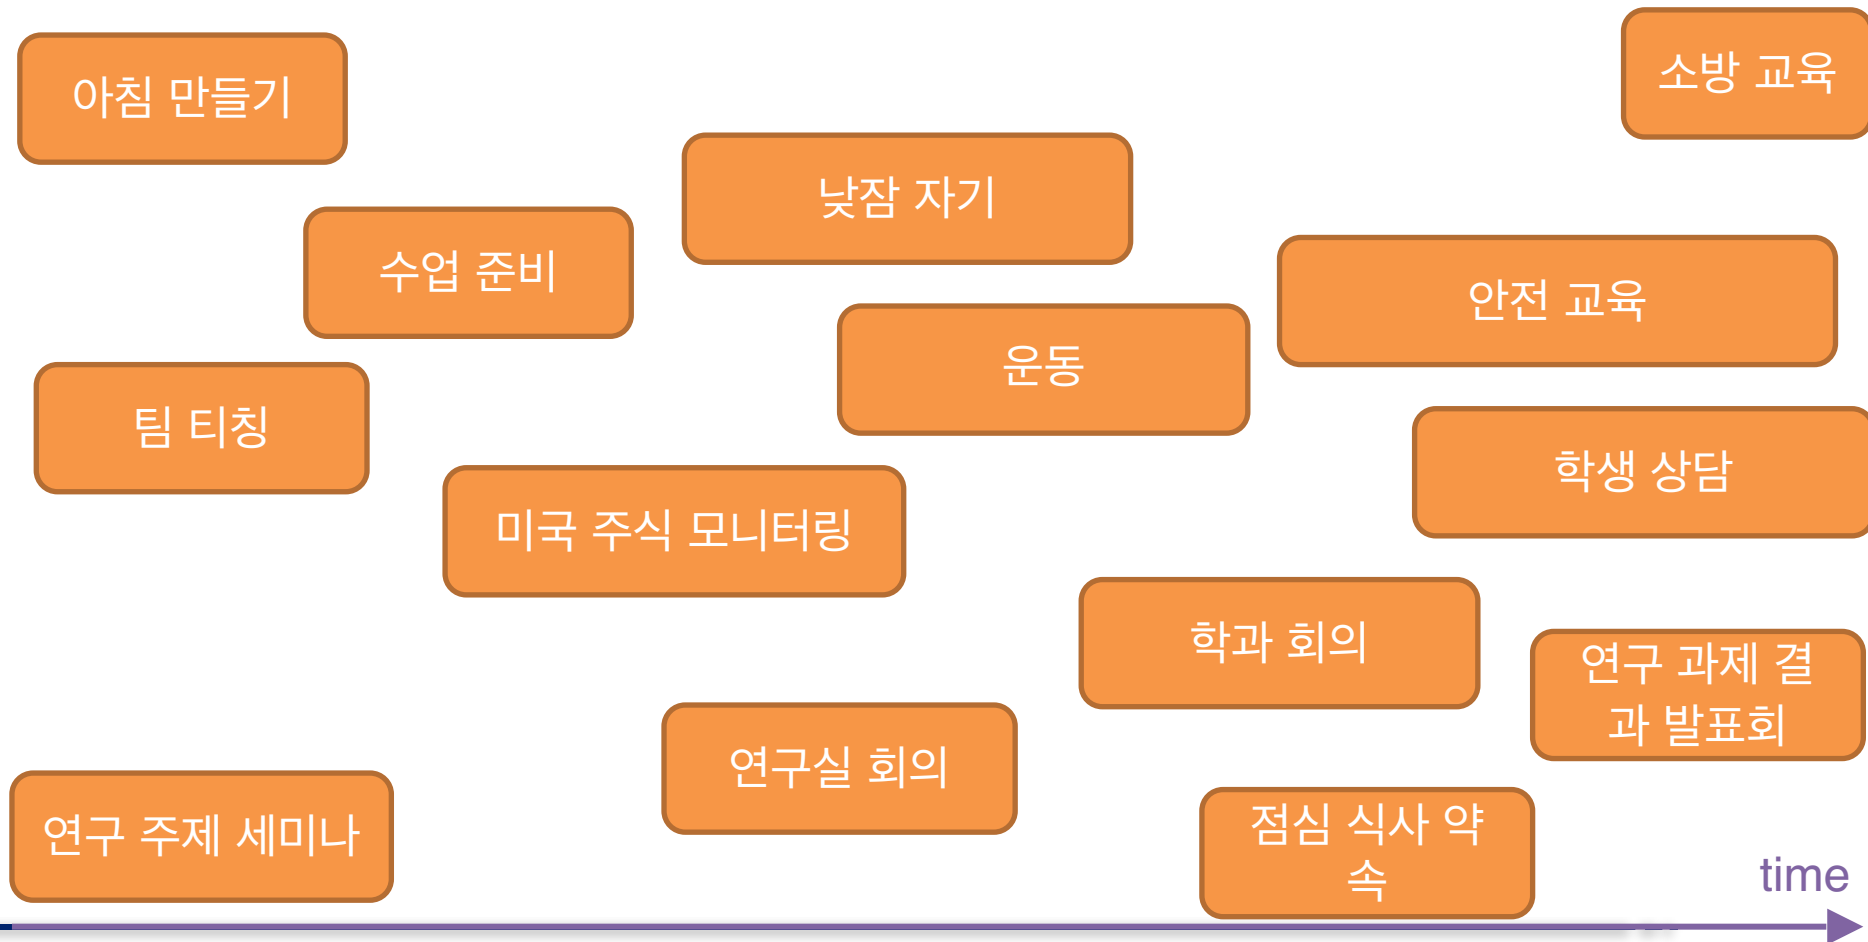 아침 만들기
소방 교육
낮잠 자기
수업 준비
안전 교육
운동
팀 티칭
학생 상담
미국 주식 모니터링
학과 회의
연구 과제 결
과 발표회
연구실 회의
점심 식사 약
속
연구 주제 세미나
time